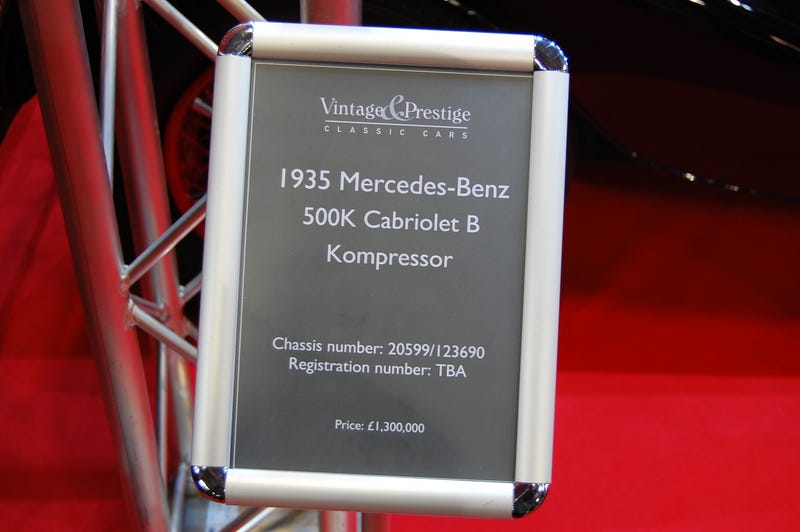 Vintage & Prestige
CLASSIC CARS
1935 Mercedes-Benz
500K Cabriolet B
Kompressor
Chassis number: 20599/123690
Registration number: TBA
Price: £1,300,000